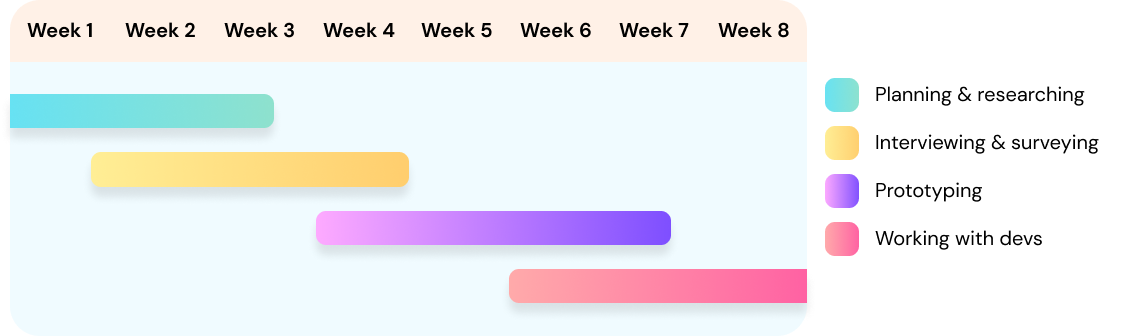 Week 1 Week 2 Week 3 Week 4 Week 5 Week 6 Week 7 Week 8
Planning & researching
Interviewing & surveying
Prototyping
Working with devs